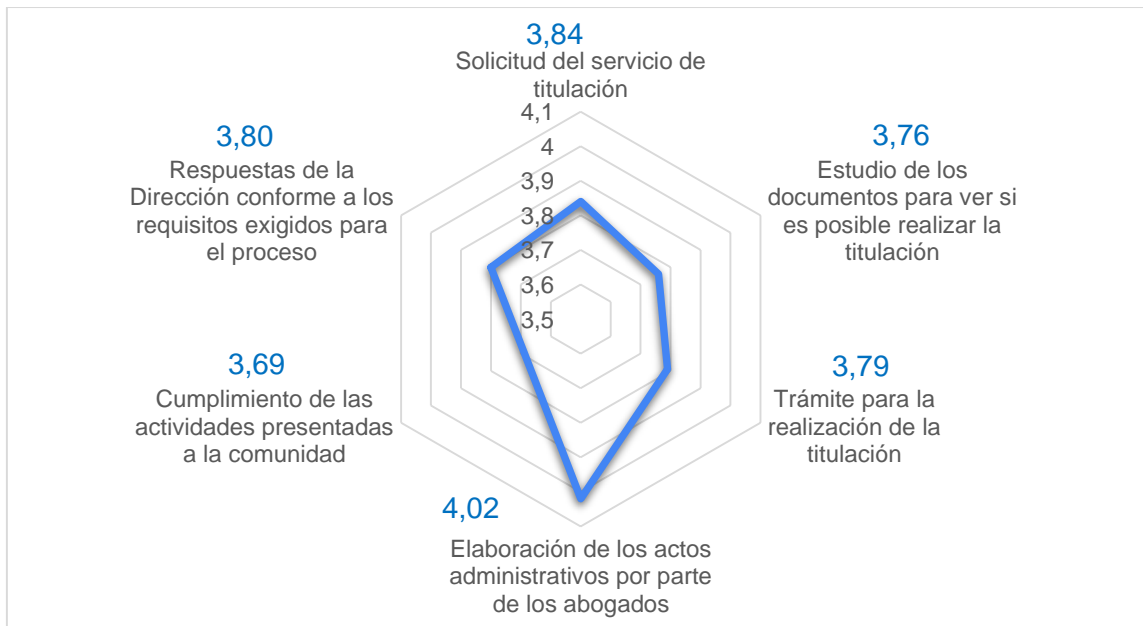 3,84
Solicitud del servicio de
titulación
4,1
4
3,9
3,8
3,7
3,6
3,5
3,76
Estudio de los
documentos para ver si
es posible realizar la
titulación
3,79
Trámite para la
realización de la
titulación
4,02
Elaboración de los actos
administrativos por parte
de los abogados
3,69
Cumplimiento de las
actividades presentadas
a la comunidad
3,80
Respuestas de la
Dirección conforme a los
requisitos exigidos para
el proceso